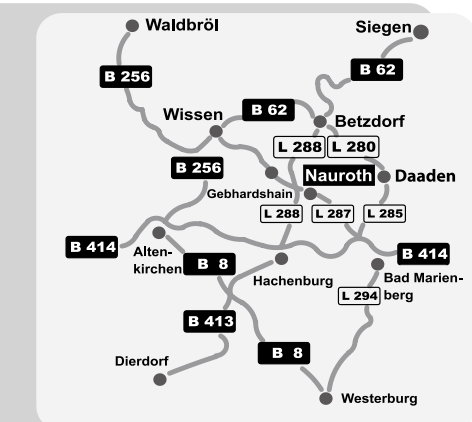 Waldbröl
Siegen
B 62
B 256
B 62
Wissen
Betzdorf
L 288
L 280
B 256
Nauroth
Daaden
Gebhardshain
L 288
L 287
L 285
B 414
Alten-
kirchen
B 8
B 414
Hachenburg
Bad Marien-
berg
L 294
B 413
B 8
Dierdorf
Westerburg